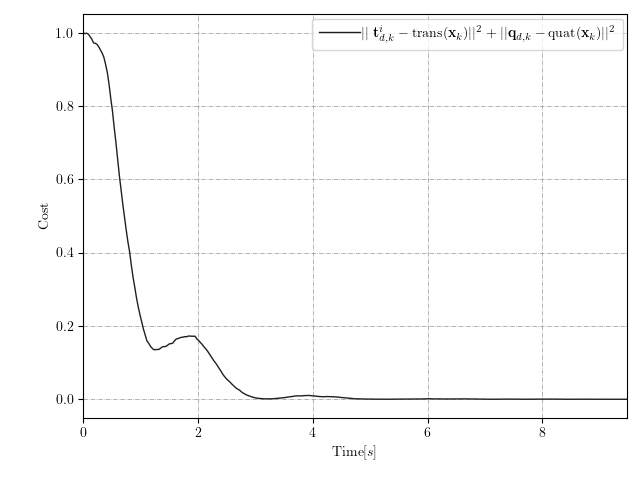 || t^i_{d,k} − trans(x_k)||^2 + ||q_{d,k} − quat(x_k)||^2
1.0
0.8
0.6
0.4
0.2
0.0
Cost
0 2 4 6 8
Time[s]